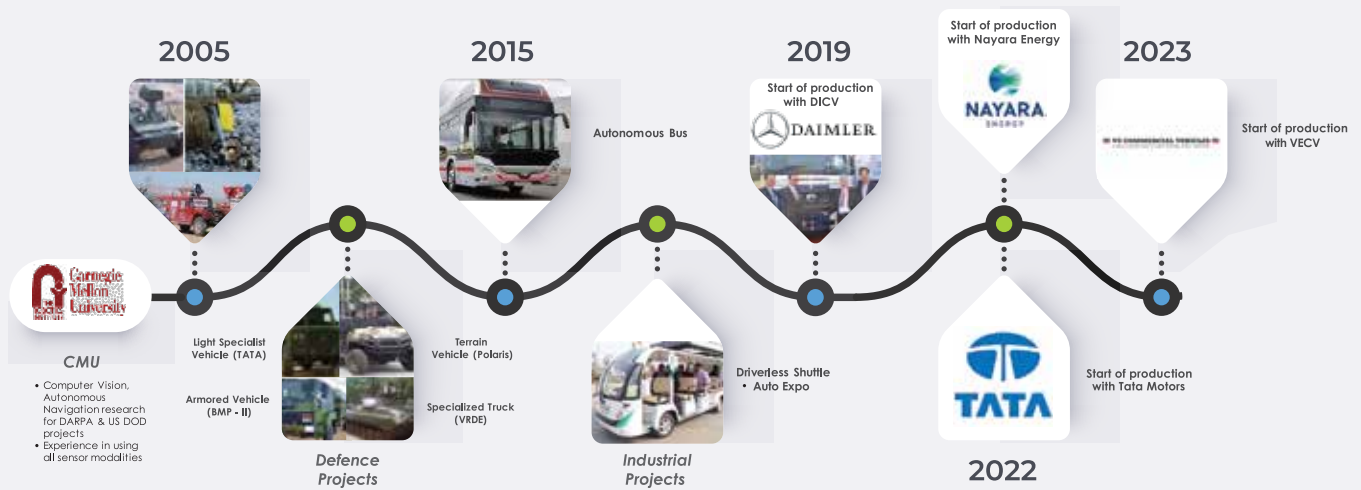 2005
2015
2019
2023
Start of production
with Nayara Energy
NAYARA
ENERGY
Start of production
with DICV
DAIMLER
Autonomous Bus
Start of production
with VECV
Carnegie
Mellon
University
CMU
• Computer Vision,
Autonomous
Navigation research
for DARPA & US DOD
projects
• Experience in using
all sensor modalities
Light Specialist
Vehicle (TATA)
Armored Vehicle
(BMP - II)
Terrain
Vehicle (Polaris)
Specialized Truck
(VRDE)
Defence
Projects
Driverless Shuttle
• Auto Expo
Industrial
Projects
TATA
Start of production
with Tata Motors
2022